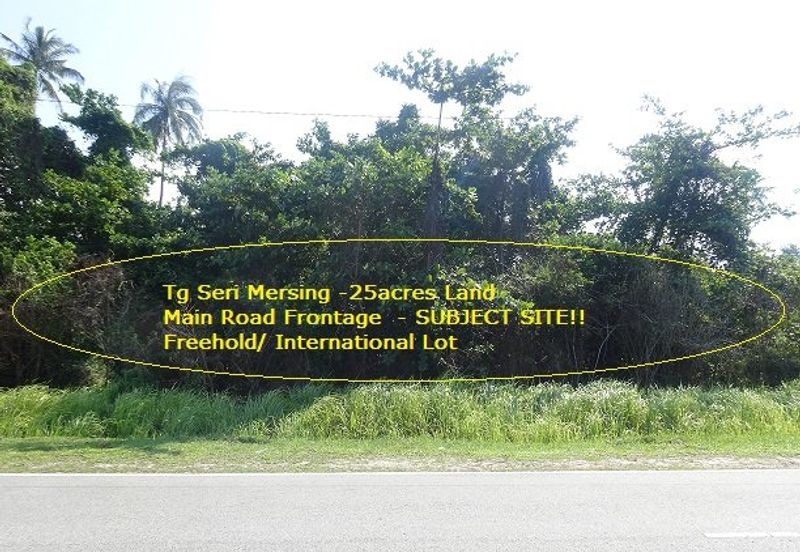 Tg Seri Mersing -25acres Land
Main Road Frontage - SUBJECT SITE!!
Freehold/ International Lot